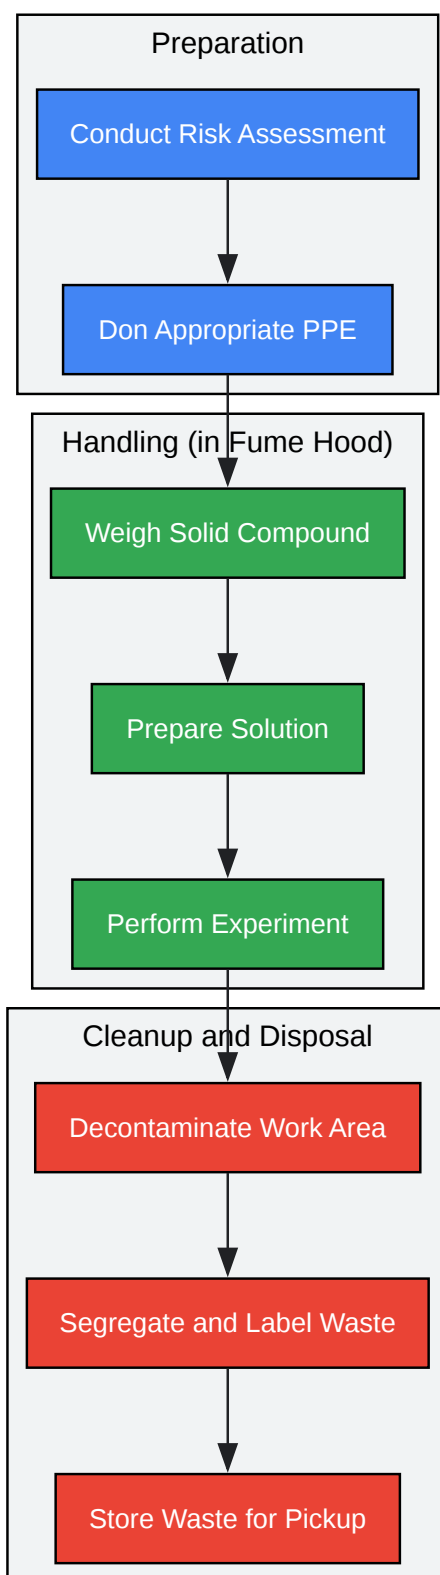 Preparation
Conduct Risk Assessment
Don Appropriate PPE
Handling (in Fume Hood)
Weigh Solid Compound
Prepare Solution
Perform Experiment
Cleanup and Disposal
Decontaminate Work Area
Segregate and Label Waste
Store Waste for Pickup